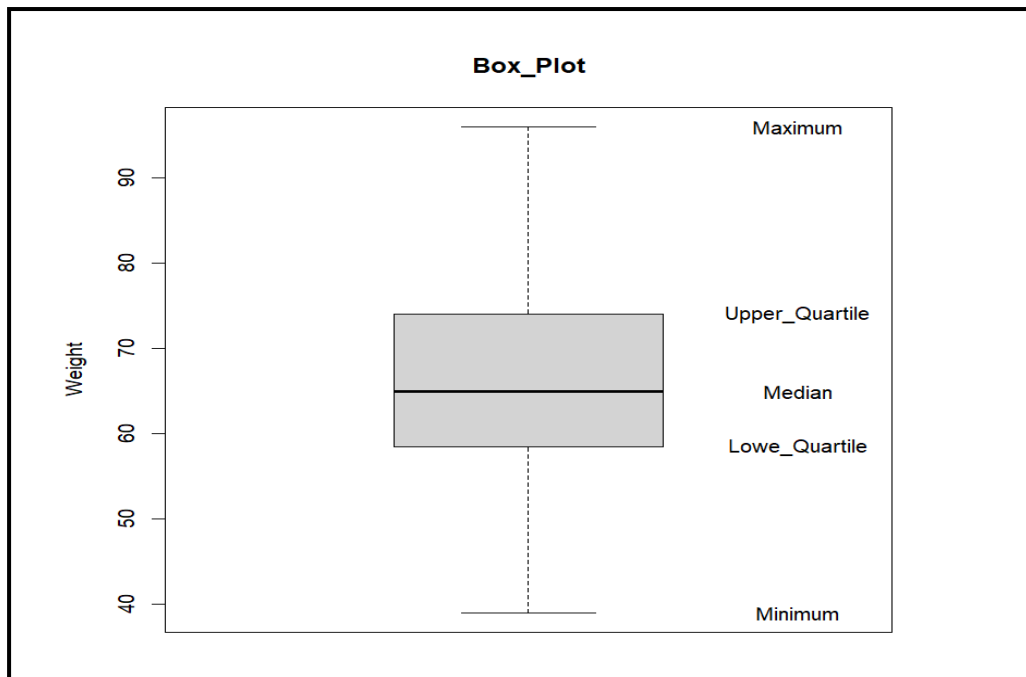 Box_Plot
Maximum
90
80
Upper_Quartile
70
Weight
Median
60
Lowe_Quartile
50
40
Minimum